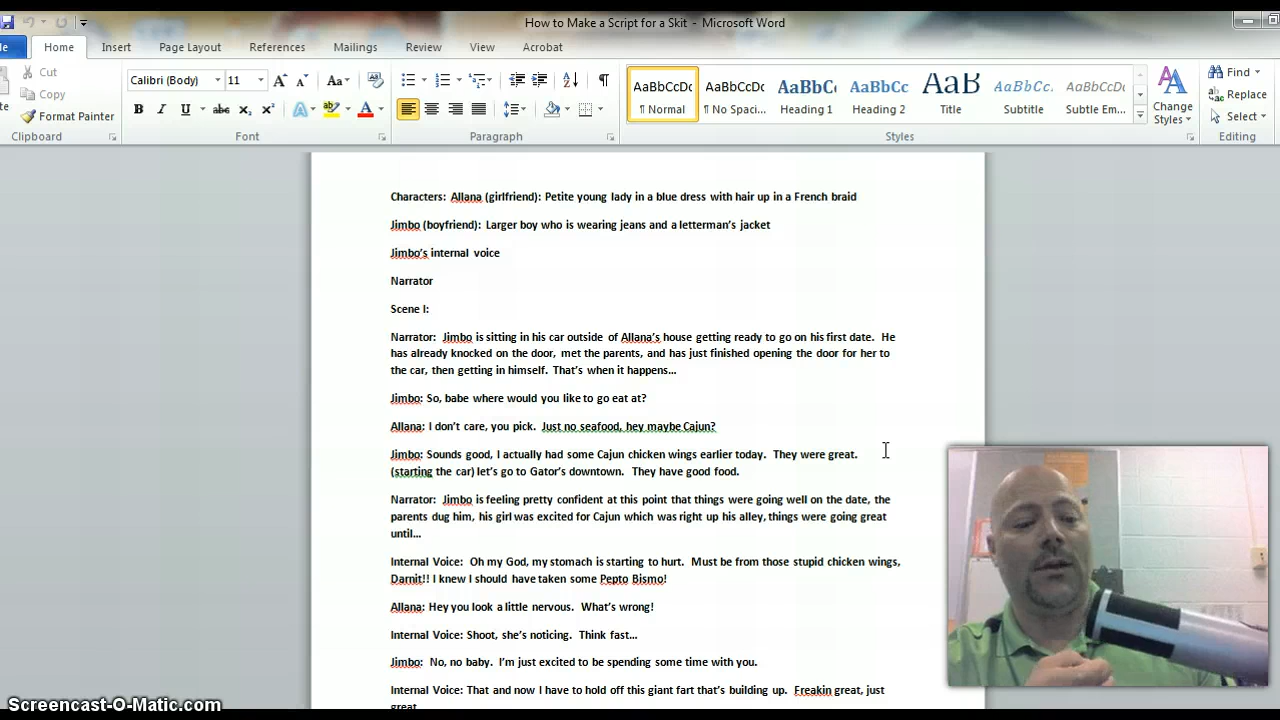 How to Make a Script for a Skit - Microsoft Word
Home Insert Page Layout References Mailings Review View Acrobat
Cut
Copy
Format Painter
Clipboard
Calibri (Body) 11
Font
Paragraph
AaBbCcDc AaBbCcDc AaBbC AaBbCc AaB AaBbCc. AaBbCcDc
¶ Normal ¶ No Spaci... Heading 1 Heading 2 Title Subtitle Subtle Em...
Change
Styles
Styles
Find
Replace
Select
Editing
Characters: Allana (girlfriend): Petite young lady in a blue dress with hair up in a French braid
Jimbo (boyfriend): Larger boy who is wearing jeans and a letterman's jacket
Jimbo's internal voice
Narrator
Scene I:
Narrator: Jimbo is sitting in his car outside of Allana's house getting ready to go on his first date. He
has already knocked on the door, met the parents, and has just finished opening the door for her to
the car, then getting in himself. That's when it happens...
Jimbo: So, babe where would you like to go eat at?
Allana: I don't care, you pick. Just no seafood, hey maybe Cajun?
Jimbo: Sounds good, I actually had some Cajun chicken wings earlier today. They were great.
(starting the car) let's go to Gator's downtown. They have good food.
Narrator: Jimbo is feeling pretty confident at this point that things were going well on the date, the
parents dug him, his girl was excited for Cajun which was right up his alley, things were going great
until...
Internal Voice: Oh my God, my stomach is starting to hurt. Must be from those stupid chicken wings,
Darnit!! I knew I should have taken some Pepto Bismo!
Allana: Hey you look a little nervous. What's wrong!
Internal Voice: Shoot, she's noticing. Think fast...
Jimbo: No, no baby. I'm just excited to be spending some time with you.
Internal Voice: That and now I have to hold off this giant fart that's building up. Freakin great, just
great
Screencast-O-Matic.com